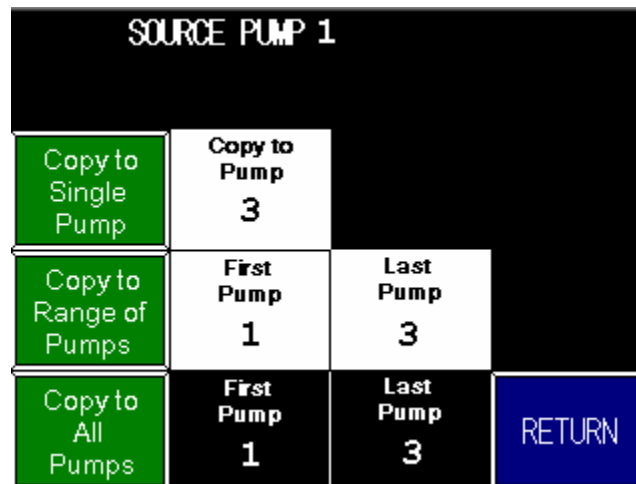 SOURCE PUMP 1
Copy to
Single
Pump
Copy to
Pump
3
Copy to
Range of
Pumps
First
Pump
1
Last
Pump
3
Copy to
All
Pumps
First
Pump
1
Last
Pump
3
RETURN